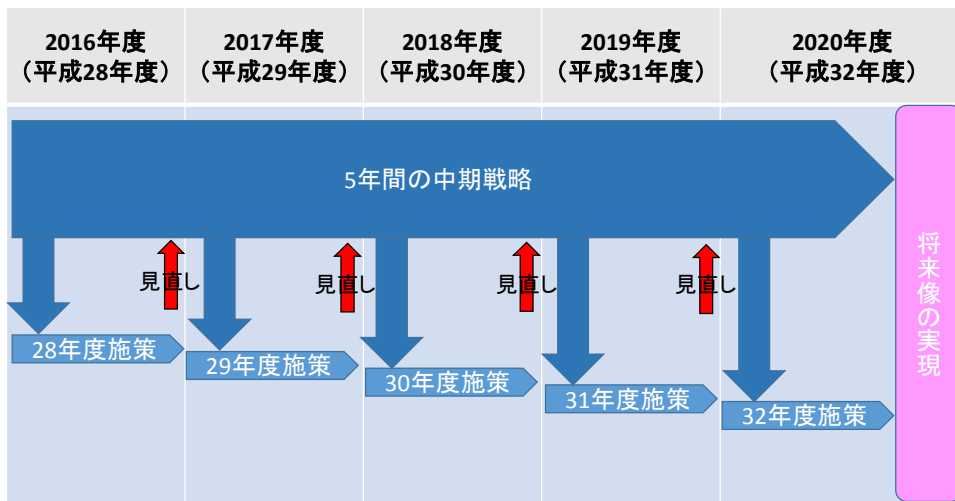 2016年度
（平成28年度）
2017年度
（平成29年度）
2018年度
（平成30年度）
2019年度
（平成31年度）
2020年度
（平成32年度）
5年間の中期戦略
見直し
見直し
見直し
見直し
28年度施策
29年度施策
30年度施策
31年度施策
32年度施策
将来像の実現